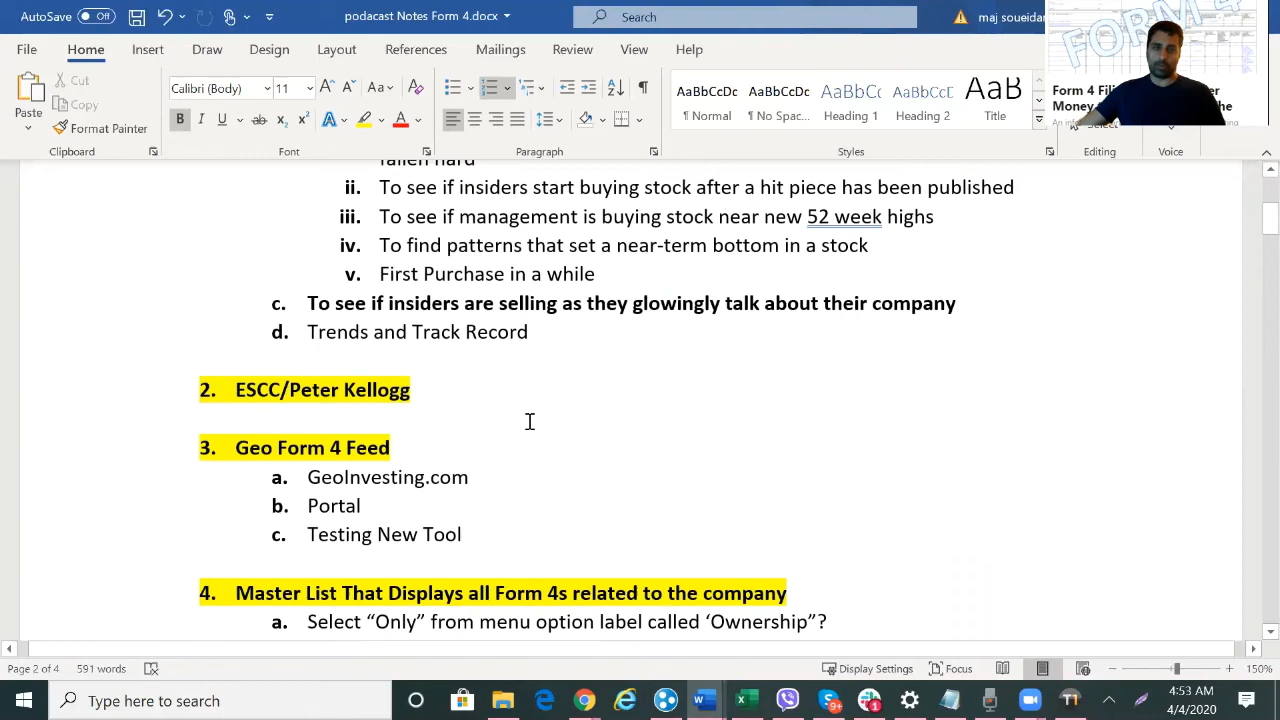 AutoSave Off
Podcast Notes Form 4.docx
Search
maj soueidan
FORM 4
File Home Insert Draw Design Layout References Mailings Review View Help
Paste
Cut
Copy
Format Painter
Calibri (Body) 11
AaBbCcDc AaBbCcDc AaBbCc AaBbCcD AaB
¶ Normal ¶ No Spac... Heading 1 Heading 2 Title
Select
Clipboard Font Paragraph Styles Editing Voice
fallen hard
ii. To see if insiders start buying stock after a hit piece has been published
iii. To see if management is buying stock near new 52 week highs
iv. To find patterns that set a near-term bottom in a stock
v. First Purchase in a while
c. To see if insiders are selling as they glowingly talk about their company
d. Trends and Track Record
2. ESCC/Peter Kellogg
3. Geo Form 4 Feed
a. GeoInvesting.com
b. Portal
c. Testing New Tool
4. Master List That Displays all Form 4s related to the company
a. Select “Only” from menu option label called ‘Ownership”?
Page 2 of 4 591 words Display Settings Focus 150%
Type here to search
4:53 AM
4/4/2020